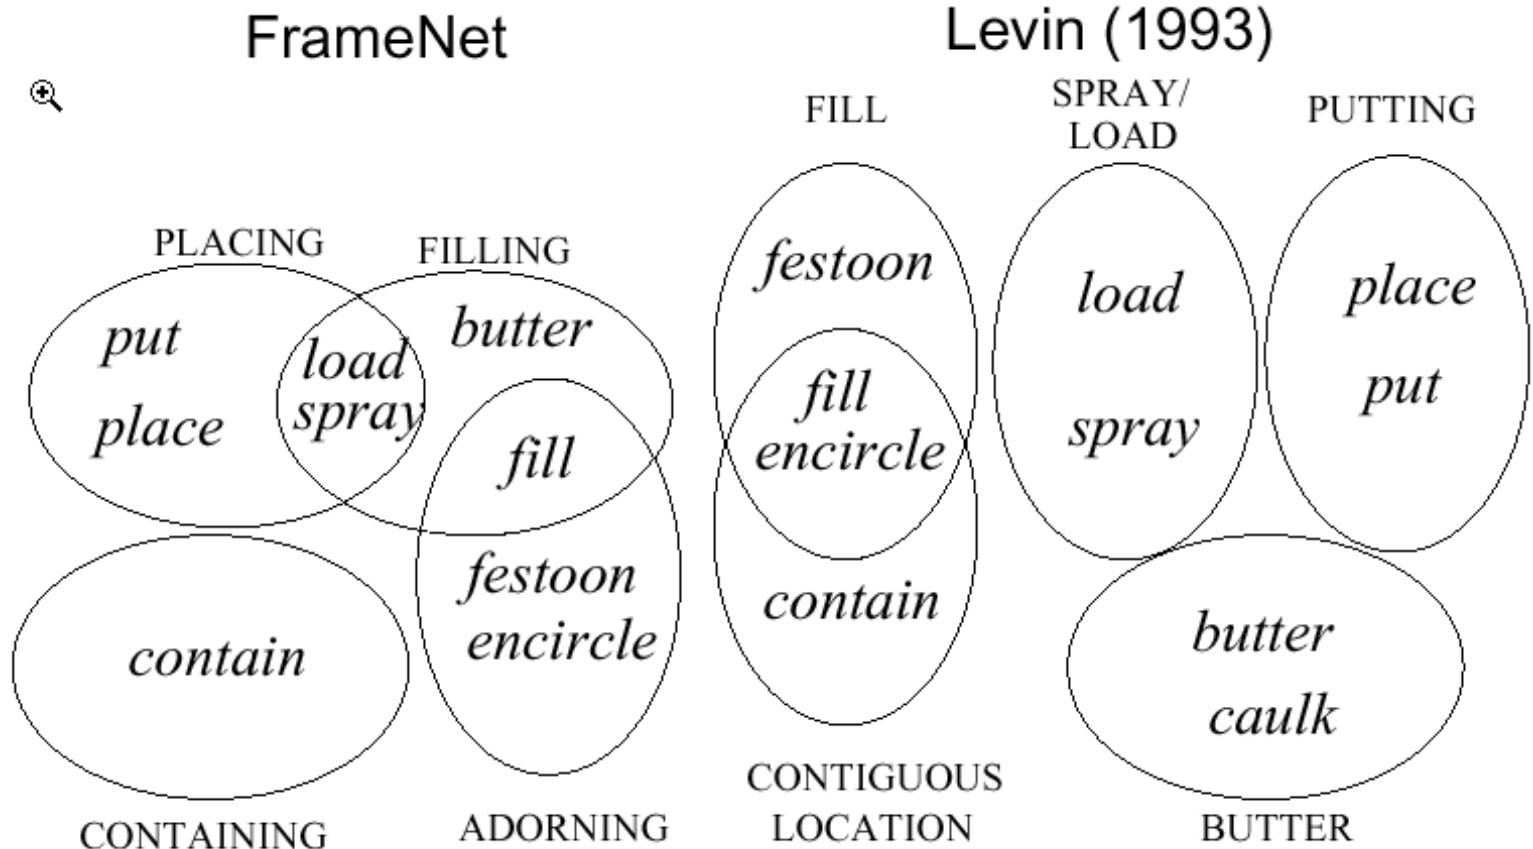 FrameNet
PLACING
FILLING
put
place
load
spray
butter
fill
festoon
encircle
contain
CONTAINING
ADORNING
Levin (1993)
FILL
SPRAY/
LOAD
PUTTING
festoon
fill
encircle
contain
load
spray
place
put
butter
caulk
CONTIGUOUS
LOCATION
BUTTER